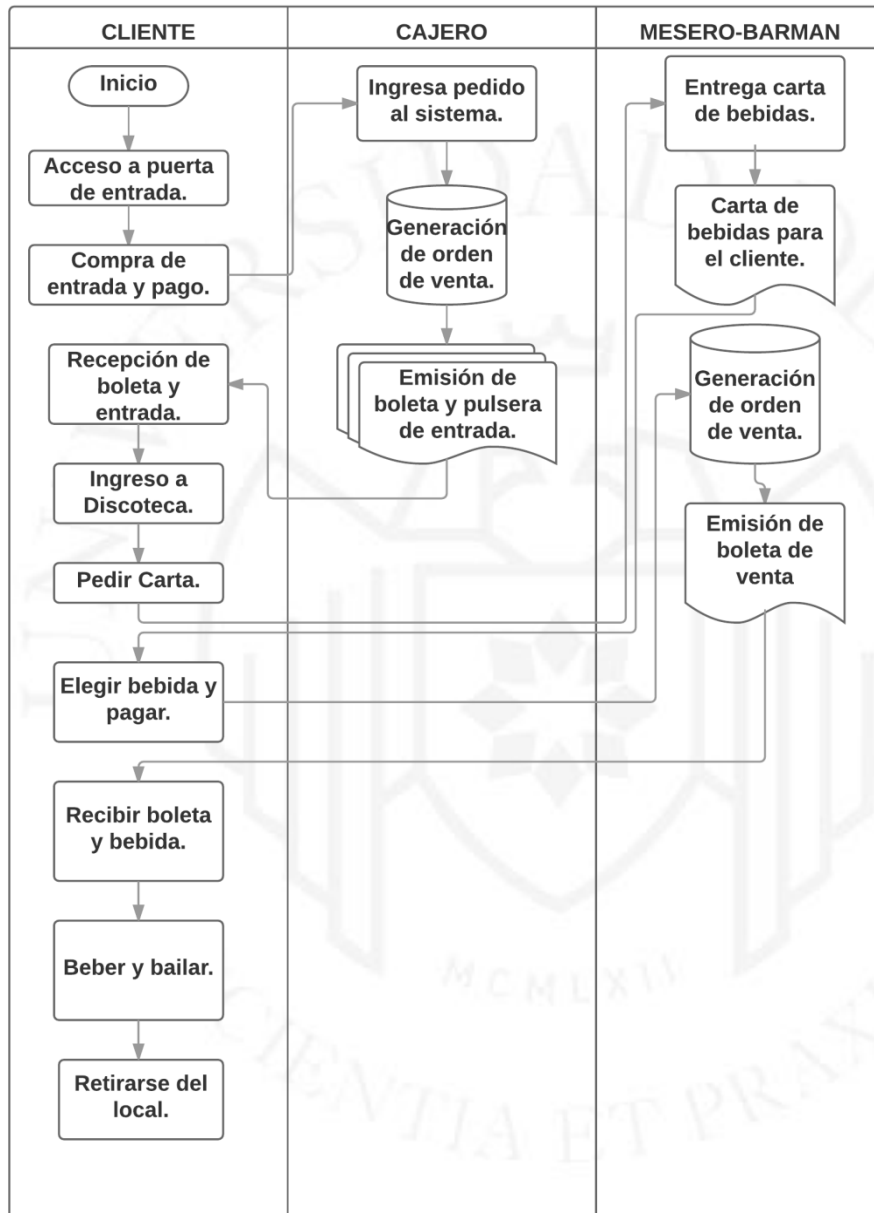 CLIENTE
CAJERO
MESERO-BARMAN
Inicio
Acceso a puerta
de entrada.
Compra de
entrada y pago.
Ingresa pedido
al sistema.
Generación
de orden
de venta.
Emisión de
boleta y pulsera
de entrada.
Recepción de
boleta y
entrada.
Ingreso a
Discoteca.
Pedir Carta.
Entrega carta
de bebidas.
Carta de
bebidas para
el cliente.
Elegir bebida y
pagar.
Generación
de orden
de venta.
Emisión de
boleta de
venta
Recibir boleta
y bebida.
Beber y bailar.
Retirarse del
local.
MCMLXII